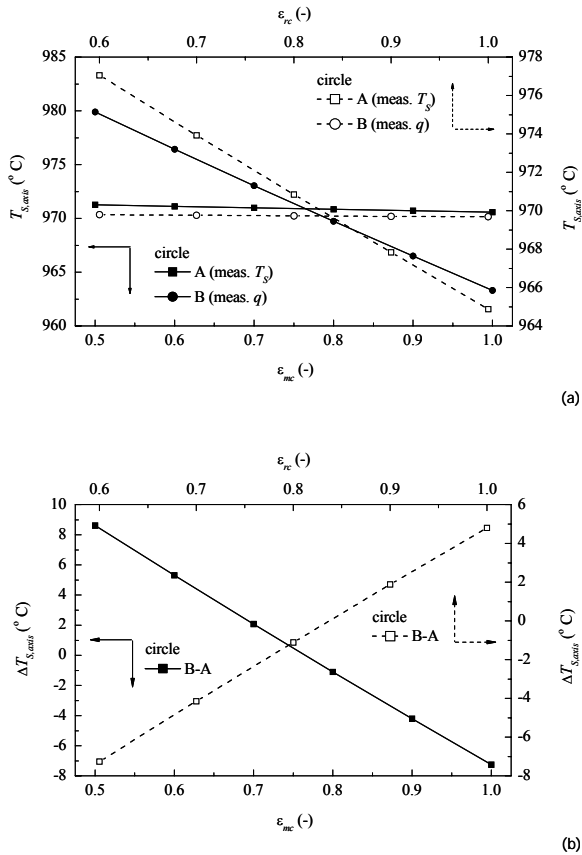 ε_rc (-)
0.6 0.7 0.8 0.9 1.0
985 980 975 970 965 960
T_S,axis (° C)
978 976 974 972 970 968 966 964
T_S,axis (° C)
circle
A (meas. T_S)
B (meas. q)
circle
A (meas. T_S)
B (meas. q)
0.5 0.6 0.7 0.8 0.9 1.0
ε_mc (-)
(a)
ε_rc (-)
0.6 0.7 0.8 0.9 1.0
10 8 6 4 2 0 -2 -4 -6 -8
ΔT_S,axis (° C)
6 4 2 0 -2 -4 -6 -8
ΔT_S,axis (° C)
circle
B-A
circle
B-A
0.5 0.6 0.7 0.8 0.9 1.0
ε_mc (-)
(b)